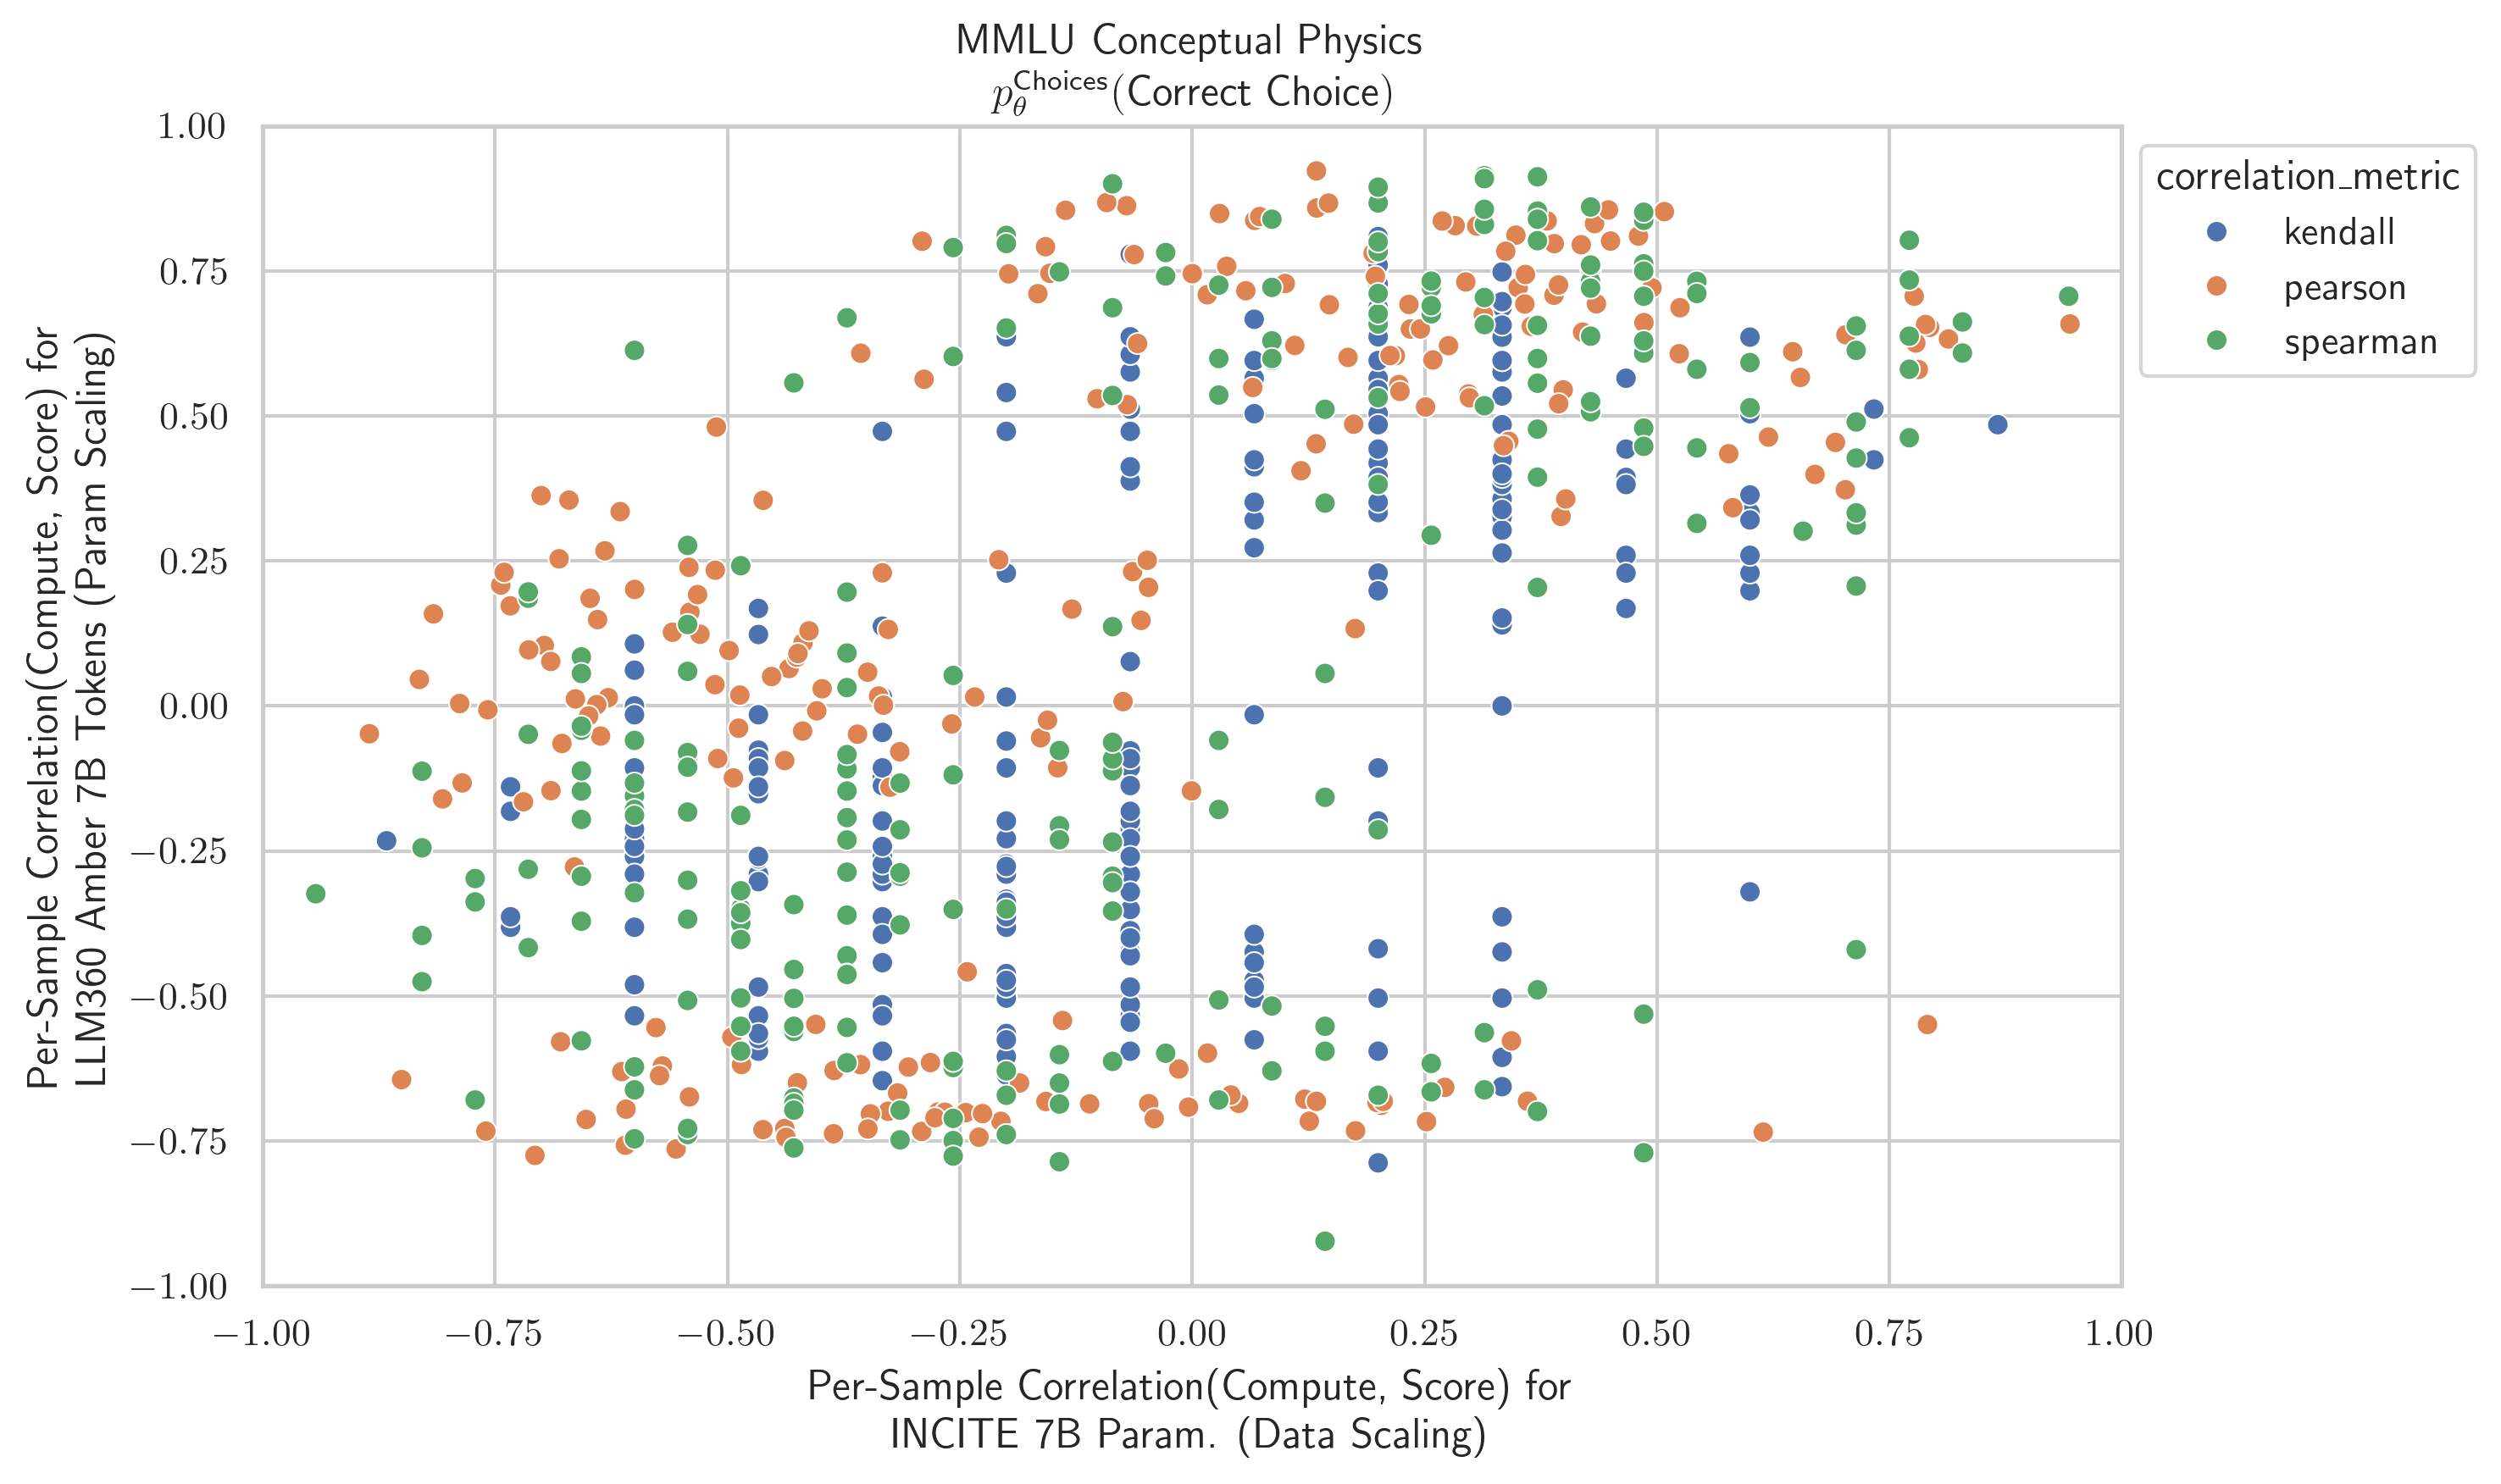 MMLU Conceptual Physics
p_θ^Choices(Correct Choice)
1.00
0.75
0.50
0.25
0.00
−0.25
−0.50
−0.75
−1.00
Per-Sample Correlation(Compute, Score) for
LLM360 Amber 7B Tokens (Param Scaling)
−1.00 −0.75 −0.50 −0.25 0.00 0.25 0.50 0.75 1.00
Per-Sample Correlation(Compute, Score) for
INCITE 7B Param. (Data Scaling)
correlation_metric
kendall
pearson
spearman